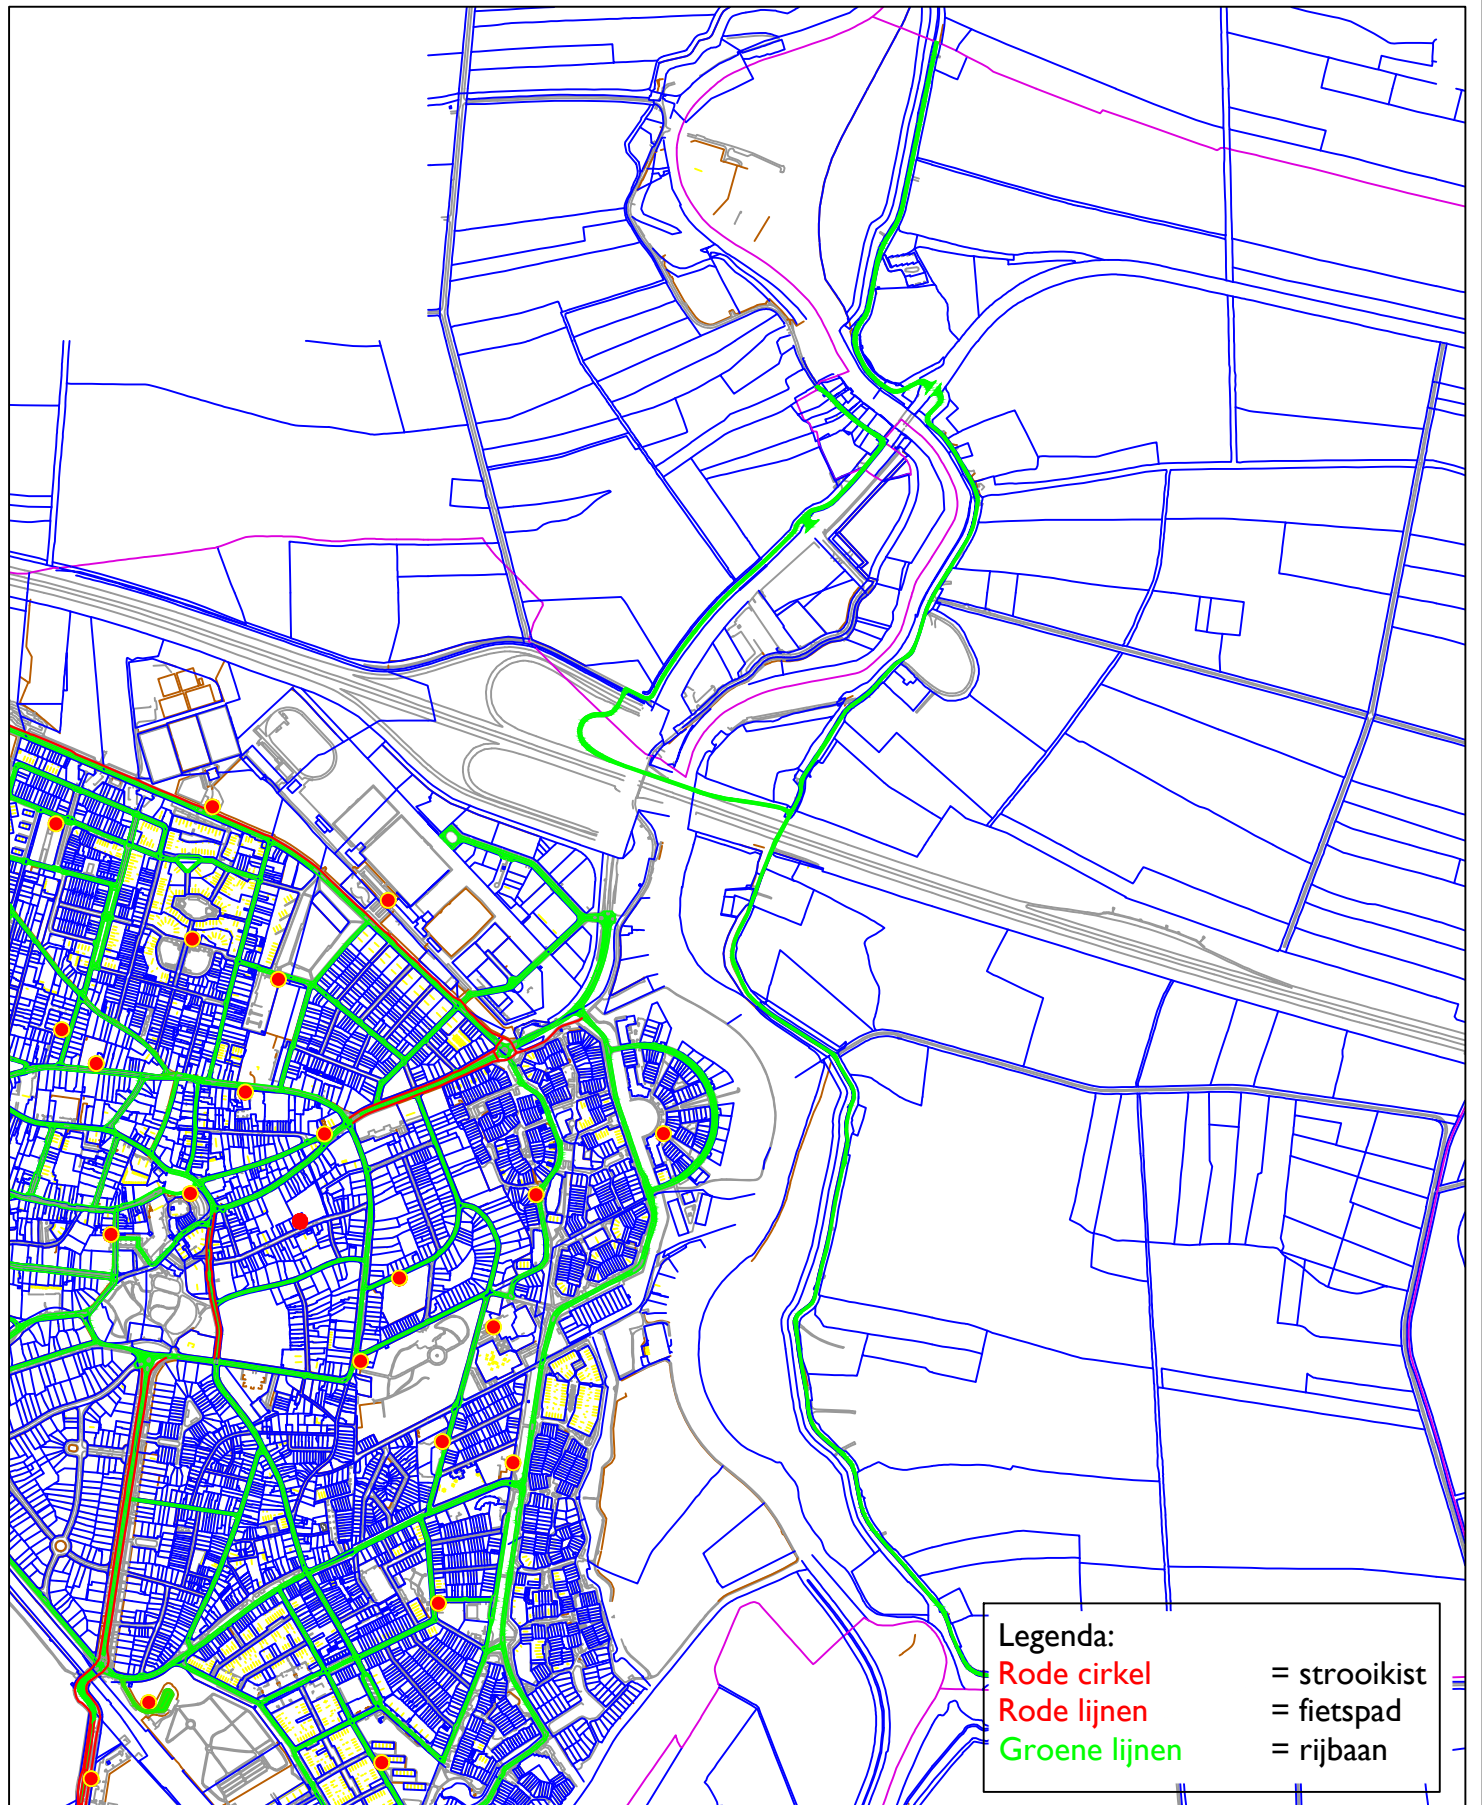 Legenda:
Rode cirkel = strooikist
Rode lijnen = fietspad
Groene lijnen = rijbaan